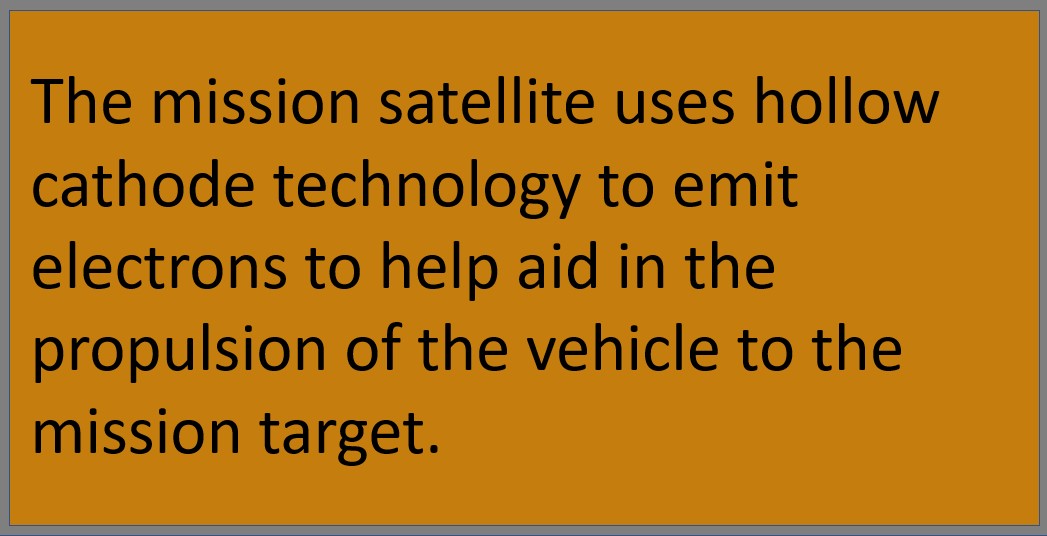 The mission satellite uses hollow
cathode technology to emit
electrons to help aid in the
propulsion of the vehicle to the
mission target.